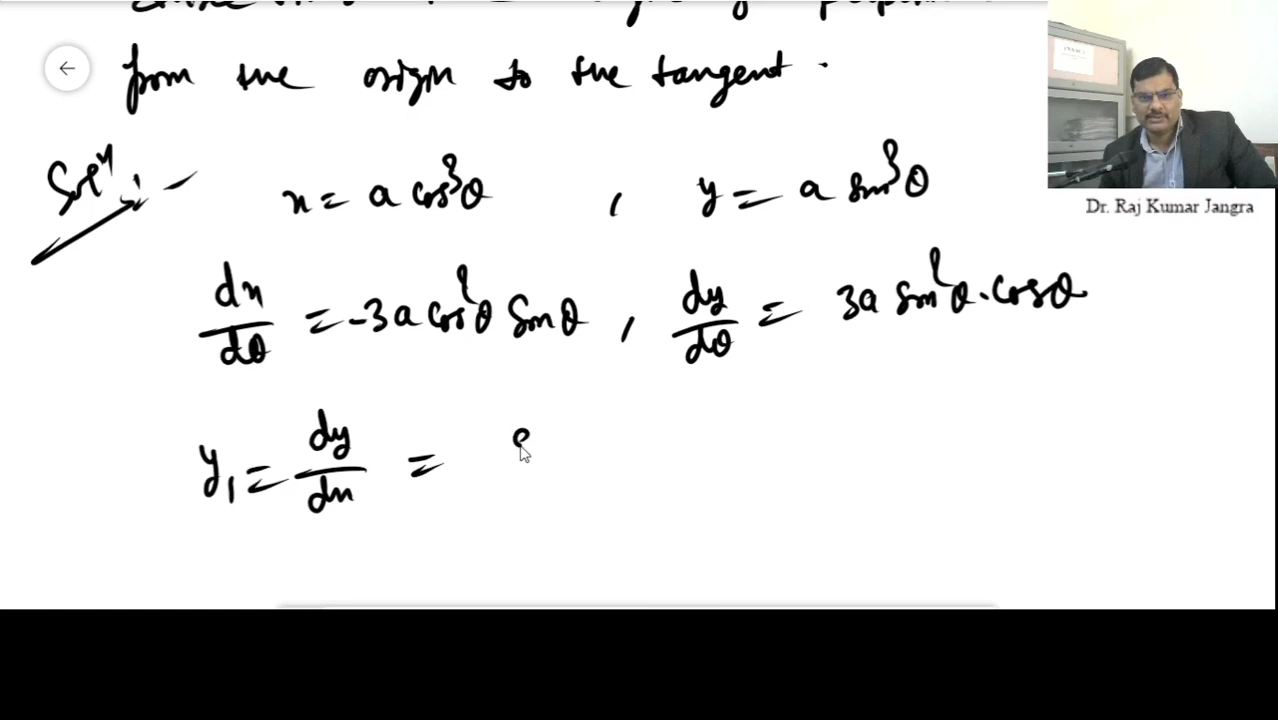 from the origin to the tangent.
Solⁿ :- x = a cos³θ , y = a sin³θ
dx/dθ = -3a cos²θ sinθ , dy/dθ = 3a sin²θ.cosθ
y₁ = dy/dx =
Dr. Raj Kumar Jangra